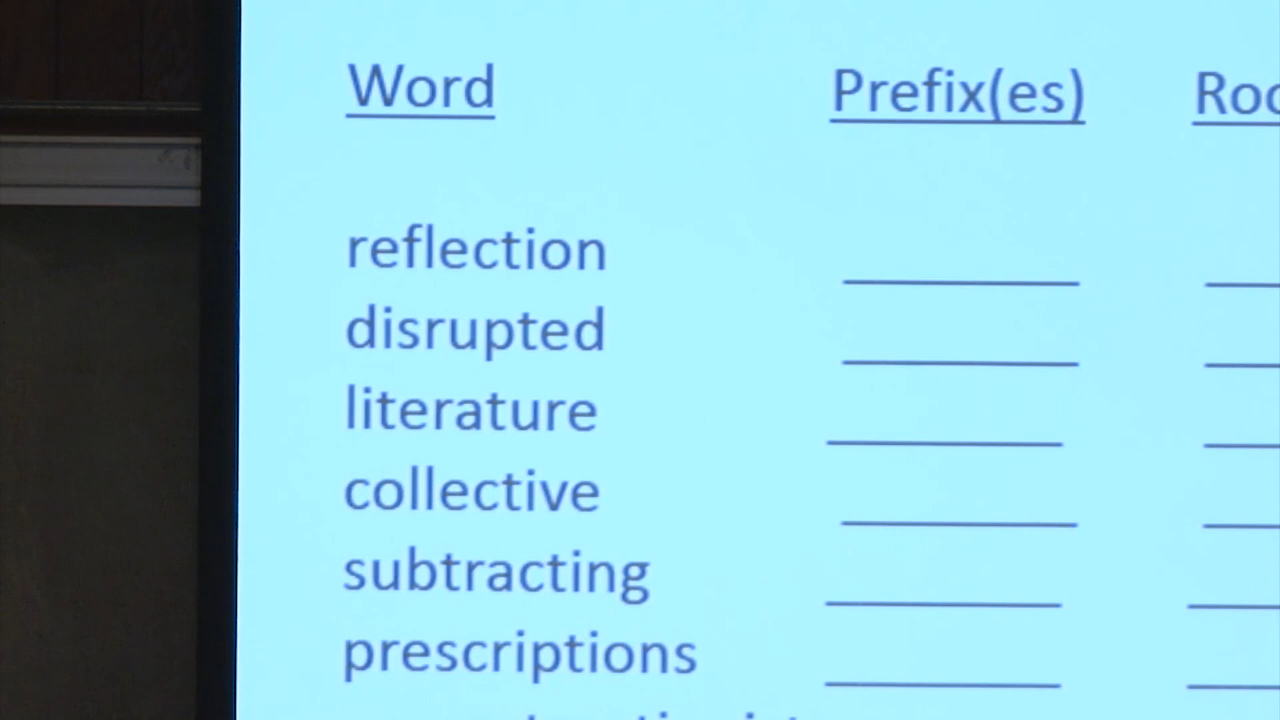 Word Prefix(es)
reflection
disrupted
literature
collective
subtracting
prescriptions